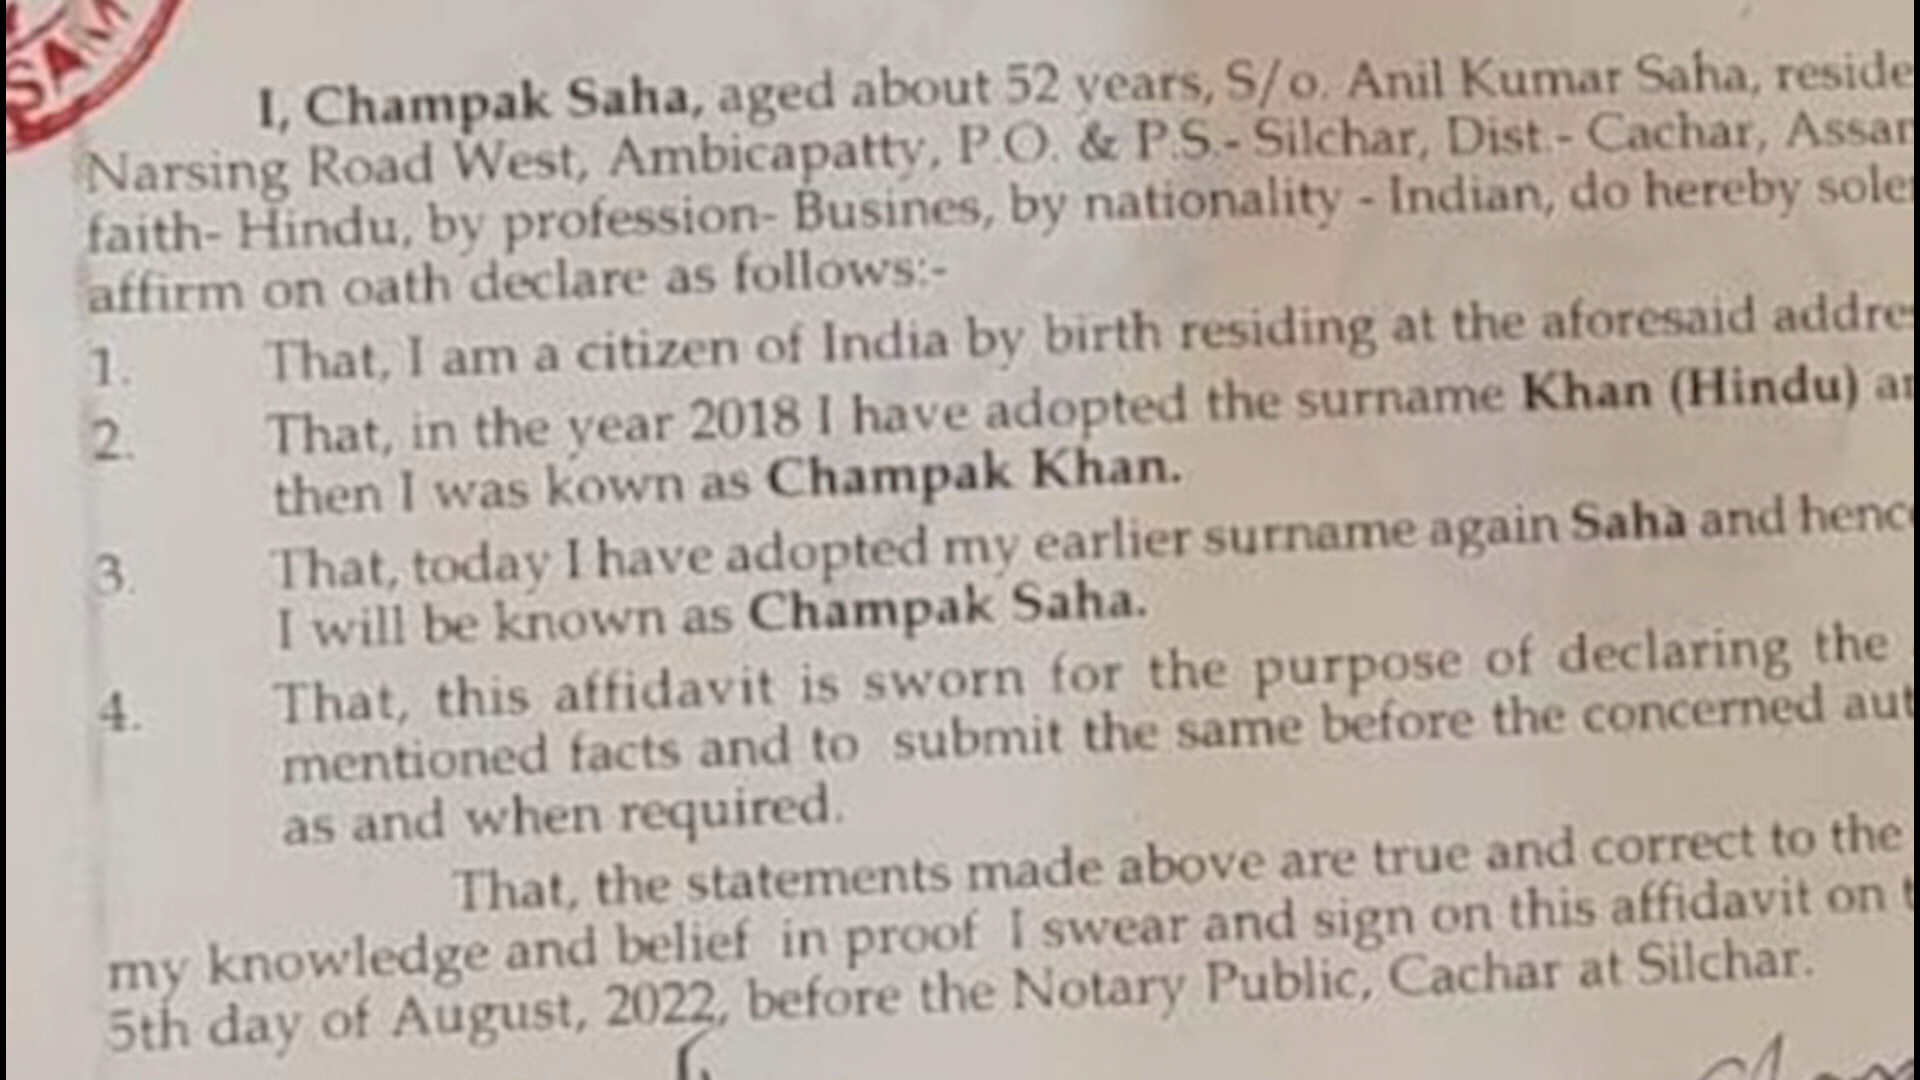 SAM
I, Champak Saha, aged about 52 years, S/o. Anil Kumar Saha, reside
Narsing Road West, Ambicapatty, P.O. & P.S.- Silchar, Dist.- Cachar, Assam
faith- Hindu, by profession- Busines, by nationality - Indian, do hereby sole
affirm on oath declare as follows:-
1. That, I am a citizen of India by birth residing at the aforesaid addres
2. That, in the year 2018 I have adopted the surname Khan (Hindu) an
then I was kown as Champak Khan.
3. That, today I have adopted my earlier surname again Saha and hence
I will be known as Champak Saha.
4. That, this affidavit is sworn for the purpose of declaring the
mentioned facts and to submit the same before the concerned aut
as and when required.
That, the statements made above are true and correct to the
my knowledge and belief in proof I swear and sign on this affidavit on t
5th day of August, 2022, before the Notary Public, Cachar at Silchar.